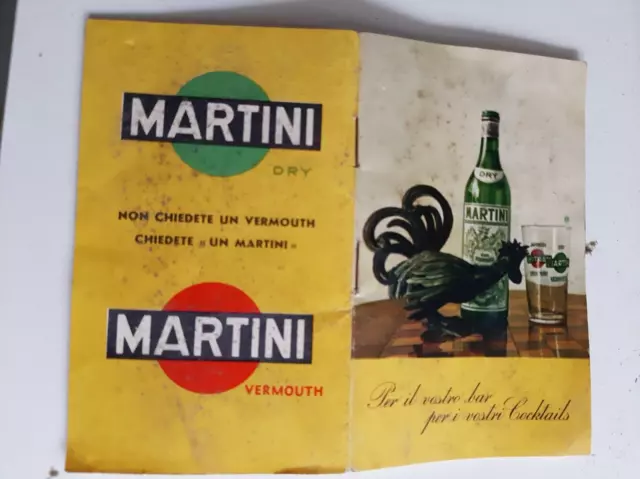 MARTINI
DRY
NON CHIEDETE UN VERMOUTH
CHIEDETE « UN MARTINI »
MARTINI
VERMOUTH
DRY
MARTINI
MARTINI
Per il vostro bar
per i vostri Cocktails